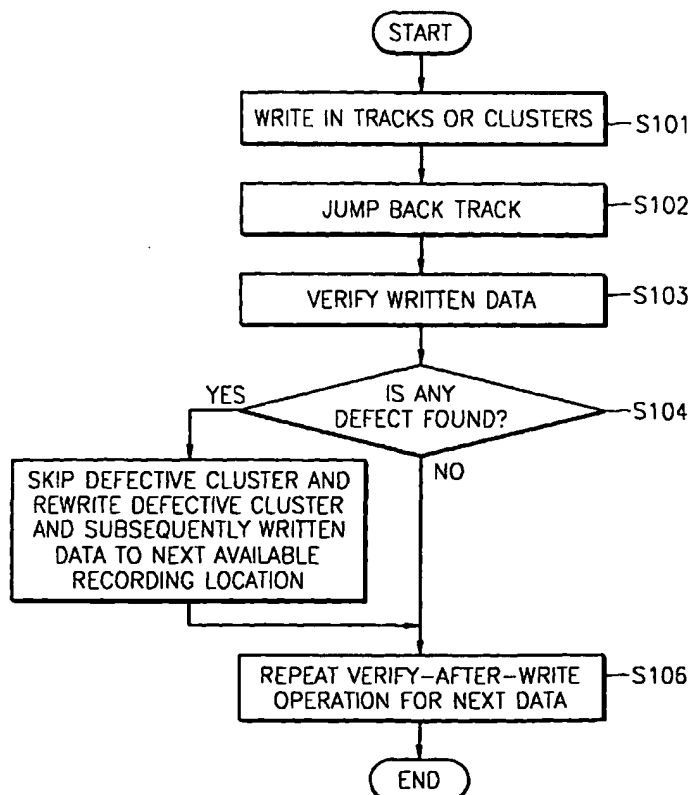 START
WRITE IN TRACKS OR CLUSTERS
S101
JUMP BACK TRACK
S102
VERIFY WRITTEN DATA
S103
IS ANY
DEFECT FOUND?
S104
YES
NO
SKIP DEFECTIVE CLUSTER AND
REWRITE DEFECTIVE CLUSTER
AND SUBSEQUENTLY WRITTEN
DATA TO NEXT AVAILABLE
RECORDING LOCATION
REPEAT VERIFY-AFTER-WRITE
OPERATION FOR NEXT DATA
S106
END